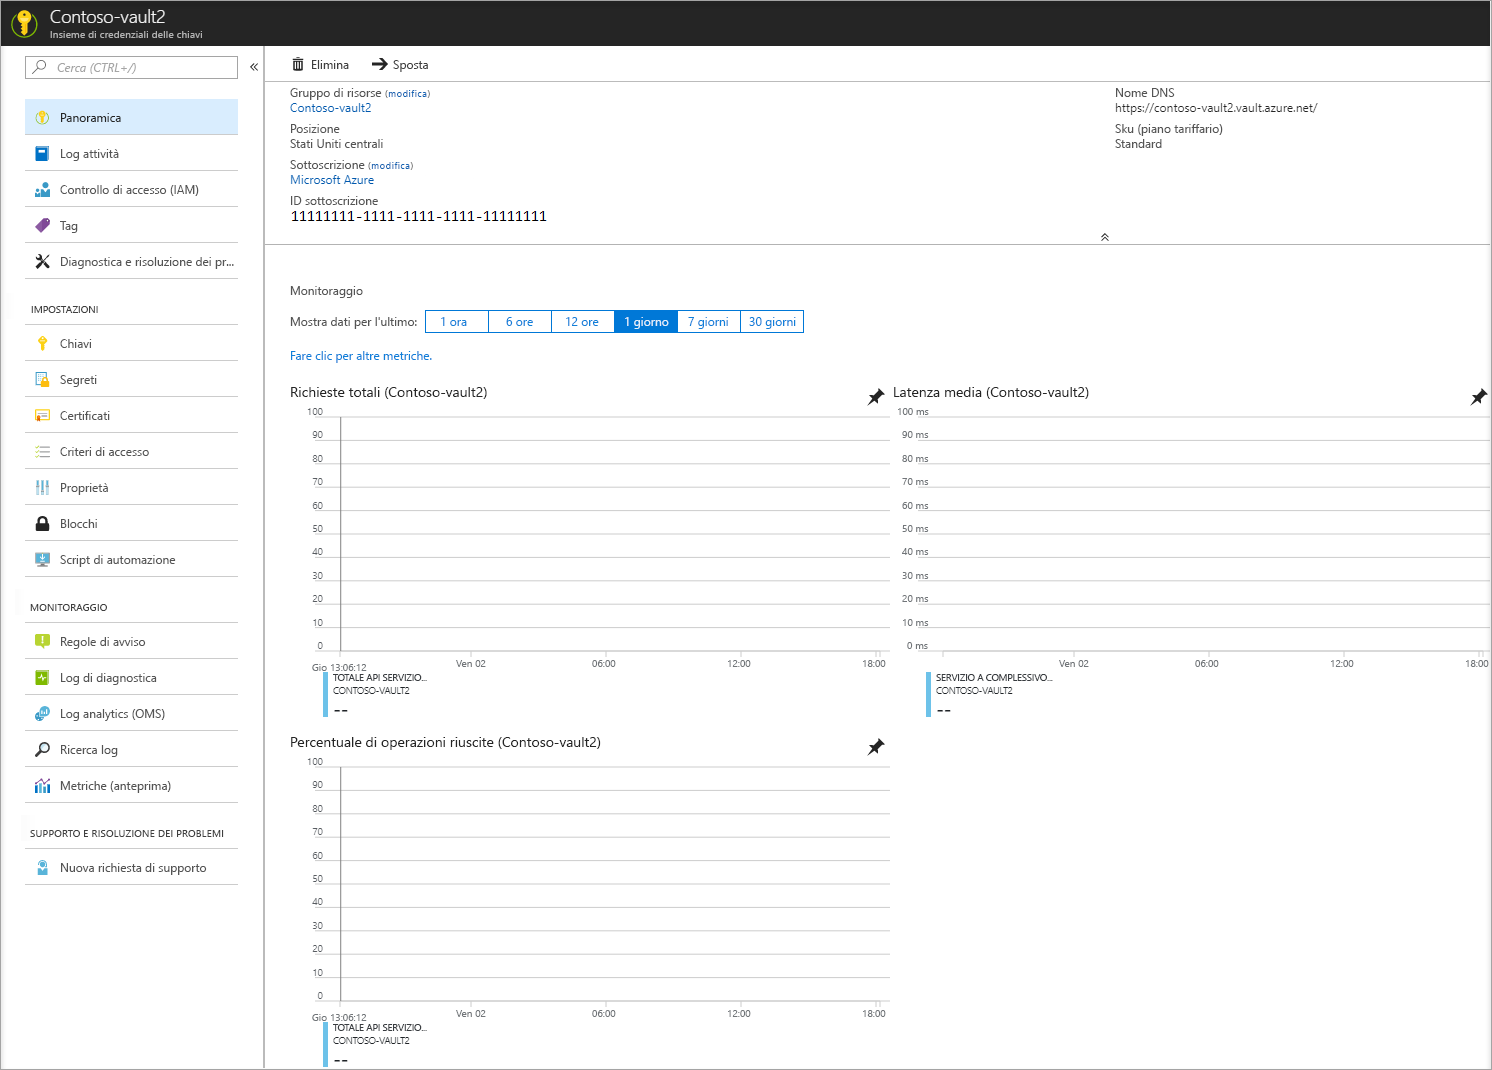 Contoso-vault2
Insieme di credenziali delle chiavi
Cerca (CTRL+/)
Panoramica
Log attività
Controllo di accesso (IAM)
Tag
Diagnostica e risoluzione dei pr...
IMPOSTAZIONI
Chiavi
Segreti
Certificati
Criteri di accesso
Proprietà
Blocchi
Script di automazione
MONITORAGGIO
Regole di avviso
Log di diagnostica
Log analytics (OMS)
Ricerca log
Metriche (anteprima)
SUPPORTO E RISOLUZIONE DEI PROBLEMI
Nuova richiesta di supporto
Elimina Sposta
Gruppo di risorse (modifica)
Contoso-vault2
Posizione
Stati Uniti centrali
Sottoscrizione (modifica)
Microsoft Azure
ID sottoscrizione
11111111-1111-1111-1111-11111111
Nome DNS
https://contoso-vault2.vault.azure.net/
Sku (piano tariffario)
Standard
Monitoraggio
Mostra dati per l'ultimo: 1 ora 6 ore 12 ore 1 giorno 7 giorni 30 giorni
Fare clic per altre metriche.
Richieste totali (Contoso-vault2)
100
90
80
70
60
50
40
30
20
10
0
Gio 13:06:12 Ven 02 06:00 12:00 18:00
TOTALE API SERVIZIO...
CONTOSO-VAULT2
--
Latenza media (Contoso-vault2)
100 ms
90 ms
80 ms
70 ms
60 ms
50 ms
40 ms
30 ms
20 ms
10 ms
0 ms
Ven 02 06:00 12:00 18:00
SERVIZIO A COMPLESSIVO...
CONTOSO-VAULT2
--
Percentuale di operazioni riuscite (Contoso-vault2)
100
90
80
70
60
50
40
30
20
10
0
Gio 13:06:12 Ven 02 06:00 12:00 18:00
TOTALE API SERVIZIO...
CONTOSO-VAULT2
--